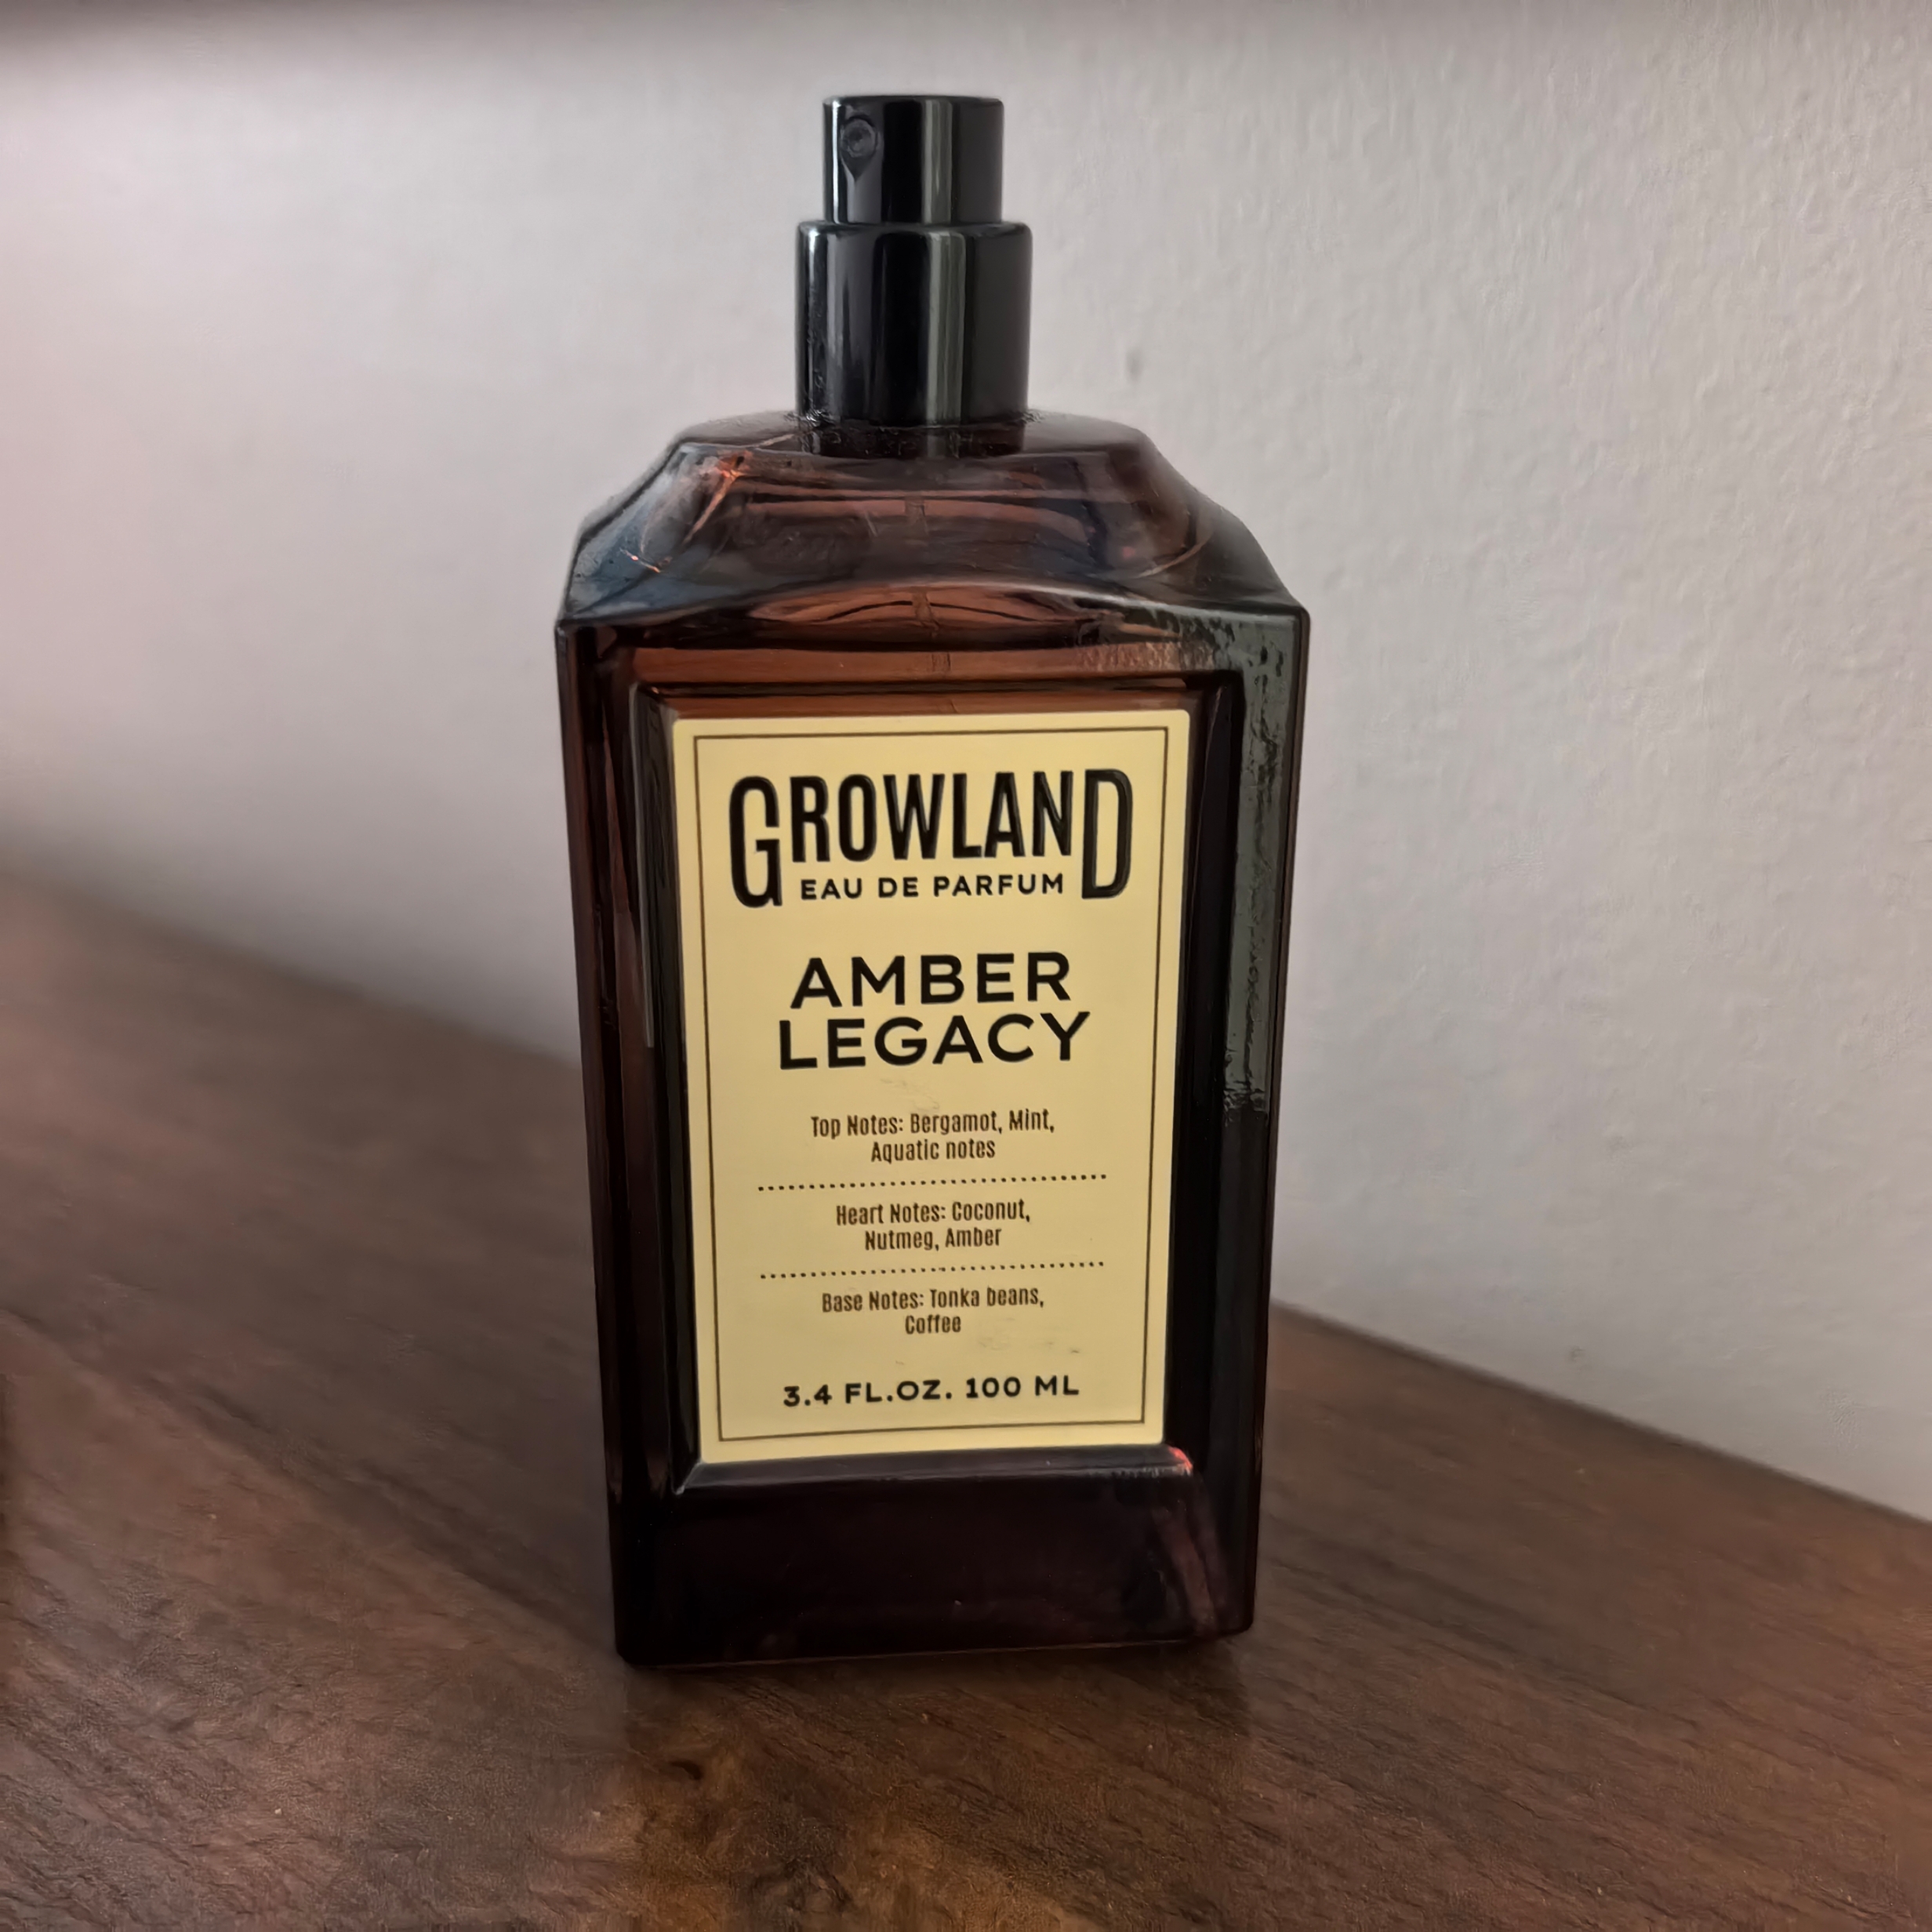 GROWLAND
EAU DE PARFUM
AMBER
LEGACY
Top Notes: Bergamot, Mint,
Aquatic notes
Heart Notes: Coconut,
Nutmeg, Amber
Base Notes: Tonka beans,
Coffee
3.4 FL.OZ. 100 ML